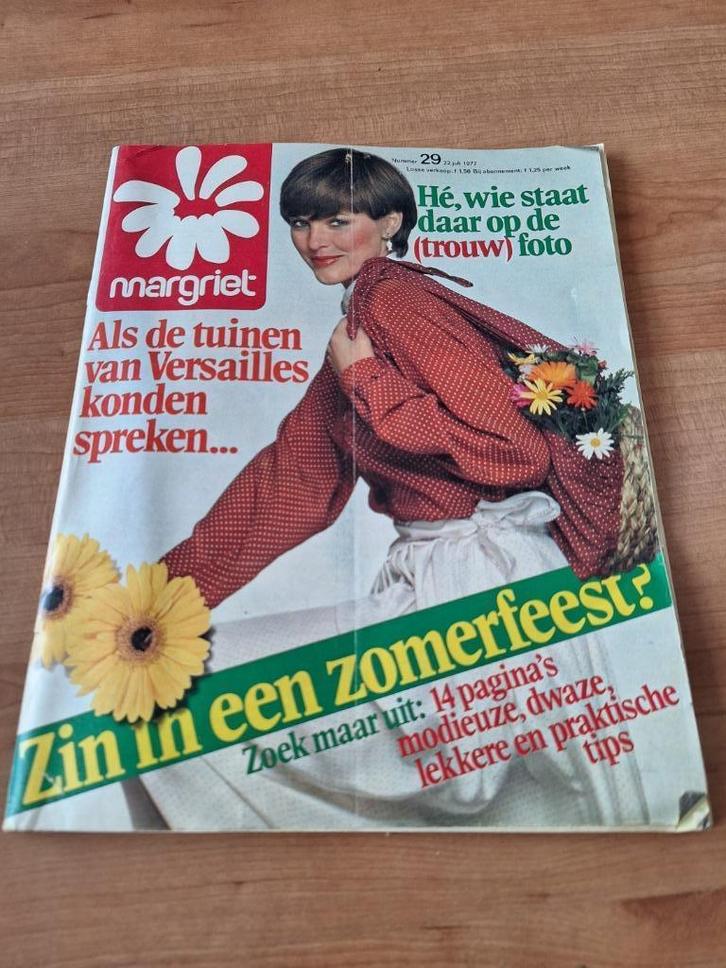 margriet
Nummer 29 22 juli 1977
Losse verkoop: f 1,50 Bij abonnement: f 1,25 per week
Hé, wie staat
daar op de
(trouw) foto
Als de tuinen
van Versailles
konden
spreken...
Zin in een zomerfeest?
Zoek maar uit: 14 pagina's
modieuze, dwaze,
lekkere en praktische
tips